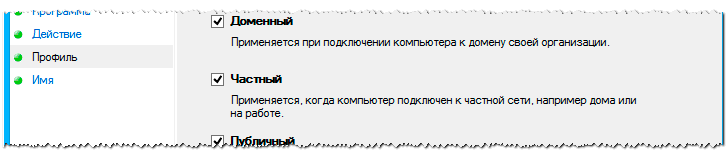 Программа
Действие
Профиль
Имя
Доменный
Применяется при подключении компьютера к домену своей организации.
Частный
Применяется, когда компьютер подключен к частной сети, например дома или
на работе.
Публичный